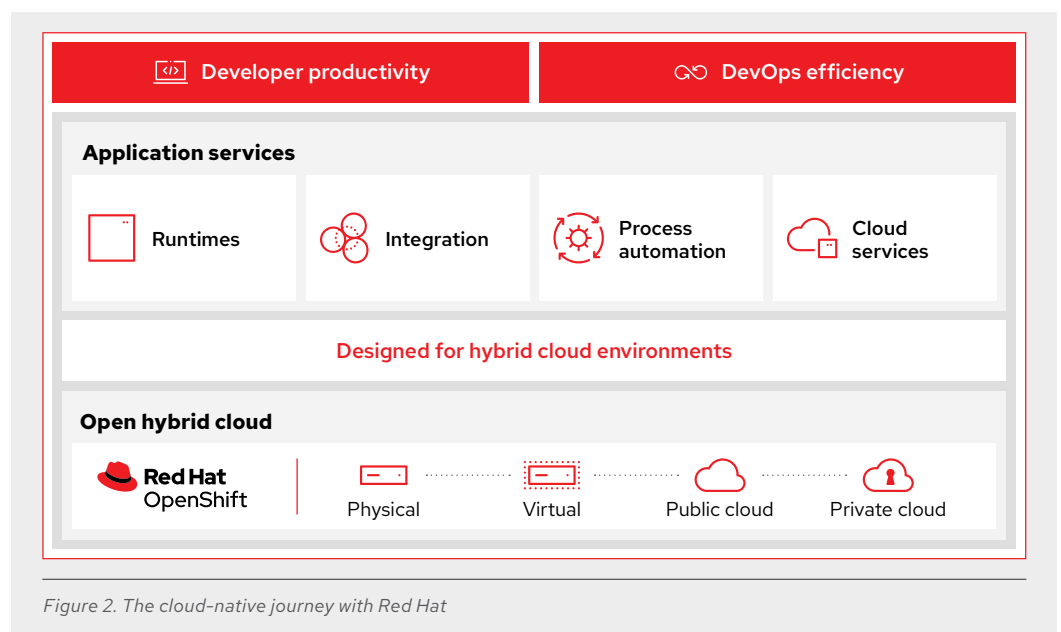 Developer productivity
DevOps efficiency
Application services
Runtimes
Integration
Process
automation
Cloud
services
Designed for hybrid cloud environments
Open hybrid cloud
Red Hat
OpenShift
Physical
Virtual
Public cloud
Private cloud
Figure 2. The cloud-native journey with Red Hat